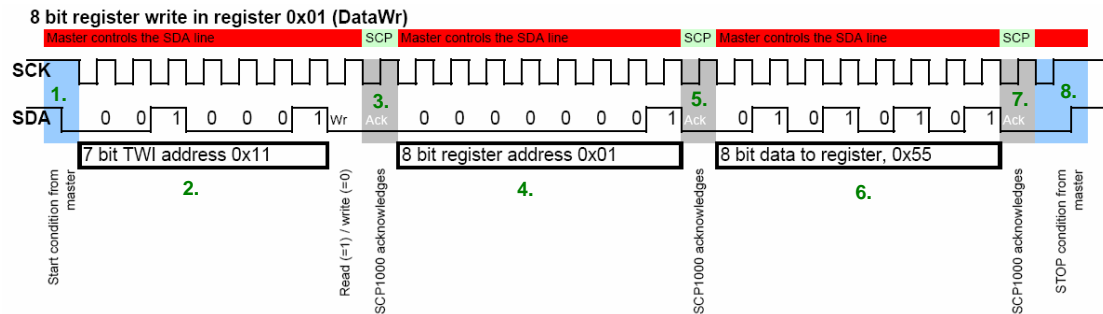 8 bit register write in register 0x01 (DataWr)
Master controls the SDA line SCP Master controls the SDA line SCP Master controls the SDA line SCP
SCK
1. 3. 5. 7. 8.
SDA 0 0 1 0 0 0 1 Wr Ack 0 0 0 0 0 0 0 1 Ack 0 1 0 1 0 1 0 1 Ack
7 bit TWI address 0x11 8 bit register address 0x01 8 bit data to register, 0x55
2. 4. 6.
Start condition from
master
Read (=1) / write (=0)
SCP1000 acknowledges
SCP1000 acknowledges
SCP1000 acknowledges
STOP condition from
master